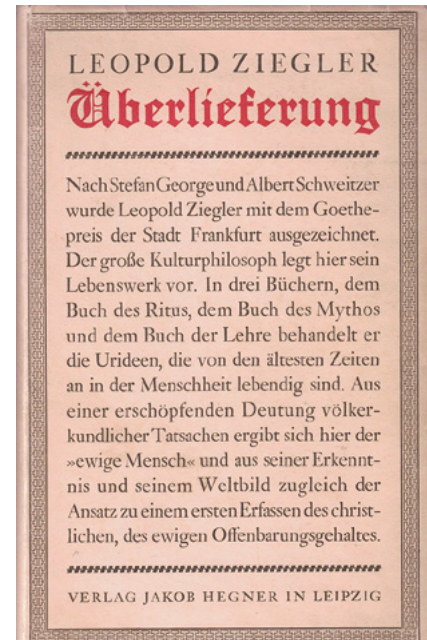 LEOPOLD ZIEGLER
Überlieferung
Nach Stefan George und Albert Schweitzer
wurde Leopold Ziegler mit dem Goethe-
preis der Stadt Frankfurt ausgezeichnet.
Der große Kulturphilosoph legt hier sein
Lebenswerk vor. In drei Büchern, dem
Buch des Ritus, dem Buch des Mythos
und dem Buch der Lehre behandelt er
die Urideen, die von den ältesten Zeiten
an in der Menschheit lebendig sind. Aus
einer erschöpfenden Deutung völker-
kundlicher Tatsachen ergibt sich hier der
»ewige Mensch« und aus seiner Erkennt-
nis und seinem Weltbild zugleich der
Ansatz zu einem ersten Erfassen des christ-
lichen, des ewigen Offenbarungsgehaltes.
VERLAG JAKOB HEGNER IN LEIPZIG